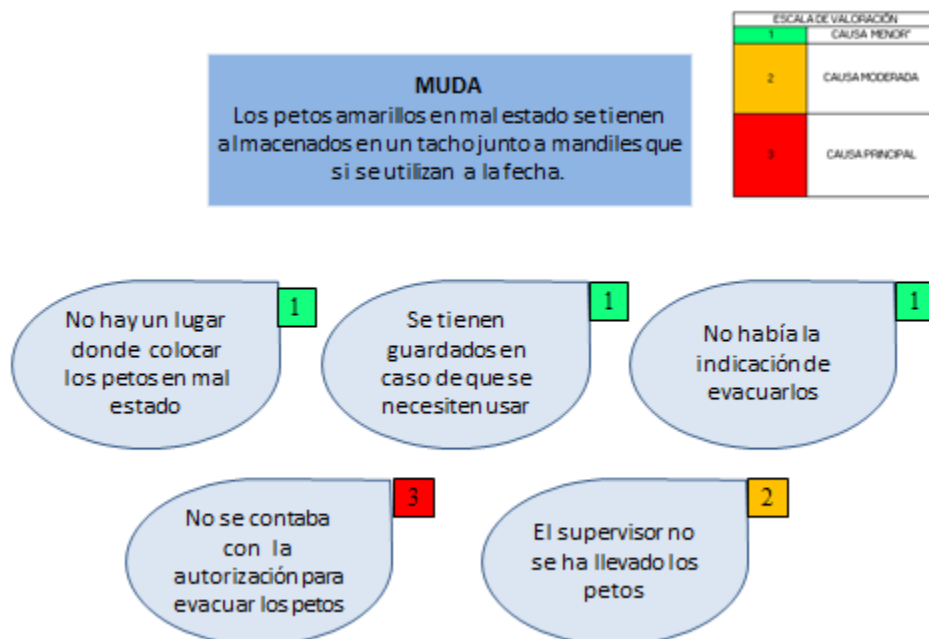 ESCALA DE VALORACIÓN
1 CAUSA MENOR"
2 CAUSA MODERADA
3 CAUSA PRINCIPAL
MUDA
Los petos amarillos en mal estado se tienen
almacenados en un tacho junto a mandiles que
si se utilizan a la fecha.
No hay un lugar
donde colocar
los petos en mal
estado
1
Se tienen
guardados en
caso de que se
necesiten usar
1
No había la
indicación de
evacuarlos
1
No se contaba
con la
autorización para
evacuar los petos
3
El supervisor no
se ha llevado los
petos
2